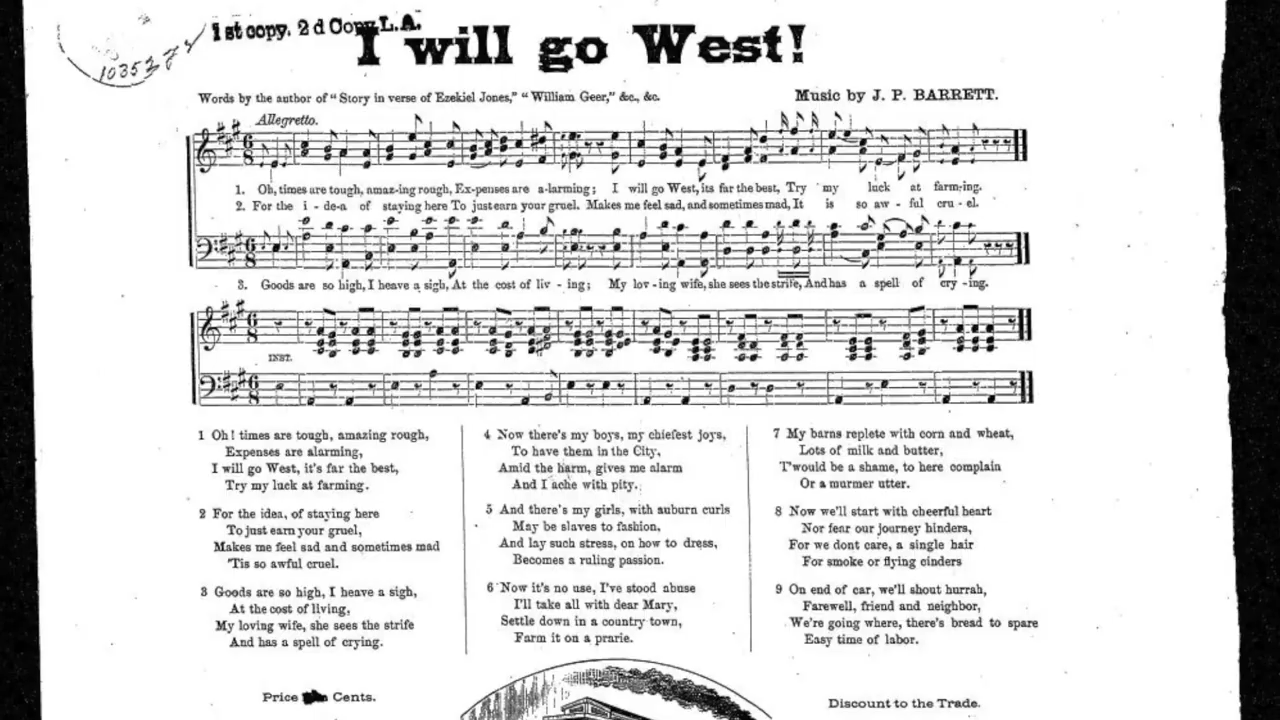 1st copy. 2d Copy L.A.
10353
I will go West!
Words by the author of "Story in verse of Ezekiel Jones," "William Geer," &c., &c.
Music by J. P. BARRETT.
Allegretto.
1. Oh, times are tough, amaz-ing rough, Ex-penses are a-larming; I will go West, its far the best, Try my luck at farm-ing.
2. For the i - de-a of staying here To just earn your gruel. Makes me feel sad, and sometimes mad, It is so aw - ful cru - el.
3. Goods are so high, I heave a sigh, At the cost of liv - ing; My lov - ing wife, she sees the strife, And has a spell of cry - ing.
INST.
1 Oh! times are tough, amazing rough,
Expenses are alarming,
I will go West, it's far the best,
Try my luck at farming.
2 For the idea, of staying here
To just earn your gruel,
Makes me feel sad and sometimes mad
'Tis so awful cruel.
3 Goods are so high, I heave a sigh,
At the cost of living,
My loving wife, she sees the strife
And has a spell of crying.
4 Now there's my boys, my chiefest joys,
To have them in the City,
Amid the harm, gives me alarm
And I ache with pity.
5 And there's my girls, with auburn curls
May be slaves to fashion,
And lay such stress, on how to dress,
Becomes a ruling passion.
6 Now it's no use, I've stood abuse
I'll take all with dear Mary,
Settle down in a country town,
Farm it on a prarie.
7 My barns replete with corn and wheat,
Lots of milk and butter,
T'would be a shame, to here complain
Or a murmer utter.
8 Now we'll start with cheerful heart
Nor fear our journey hinders,
For we dont care, a single hair
For smoke or flying cinders
9 On end of car, we'll shout hurrah,
Farewell, friend and neighbor,
We're going where, there's bread to spare
Easy time of labor.
Price Cents.
Discount to the Trade.